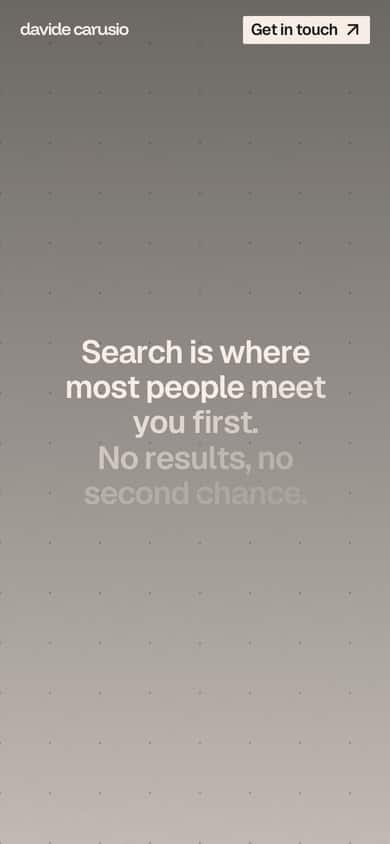 davide carusio
Get in touch
Search is where
most people meet
you first.
No results, no
second chance.